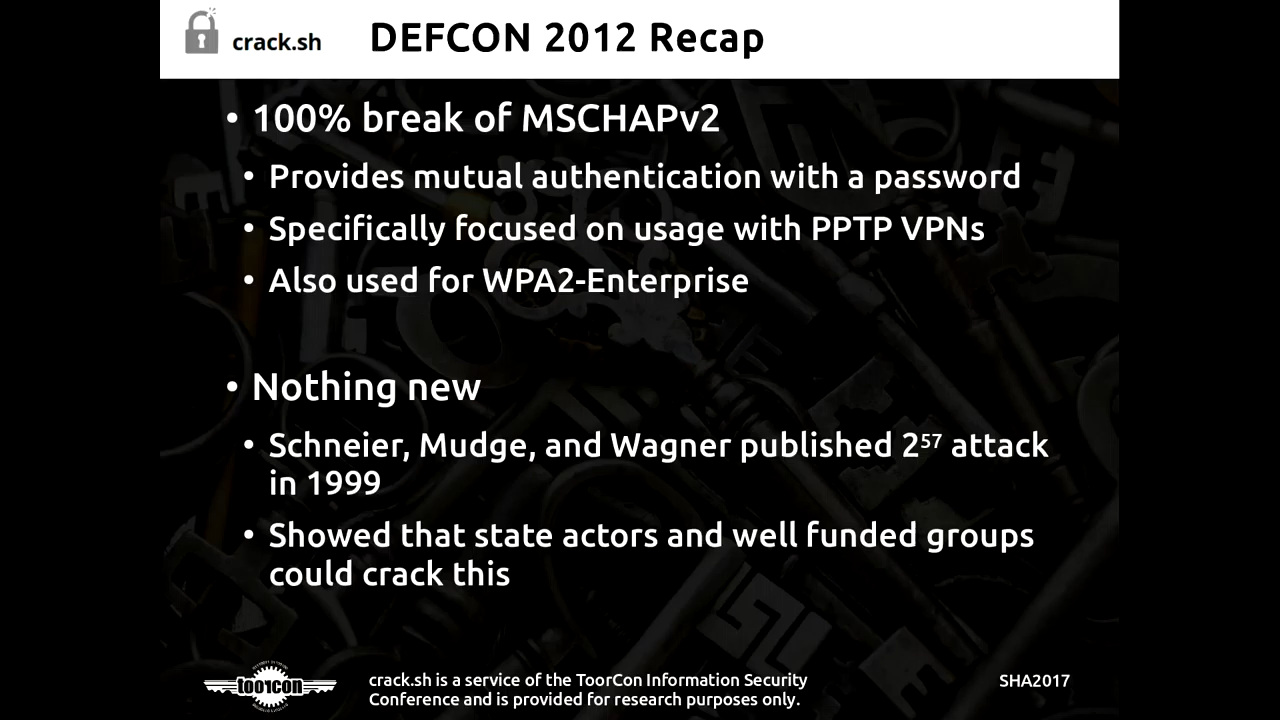 crack.sh
DEFCON 2012 Recap
• 100% break of MSCHAPv2
• Provides mutual authentication with a password
• Specifically focused on usage with PPTP VPNs
• Also used for WPA2-Enterprise
• Nothing new
• Schneier, Mudge, and Wagner published 2⁵⁷ attack
in 1999
• Showed that state actors and well funded groups
could crack this
toorcon
crack.sh is a service of the ToorCon Information Security
Conference and is provided for research purposes only.
SHA2017